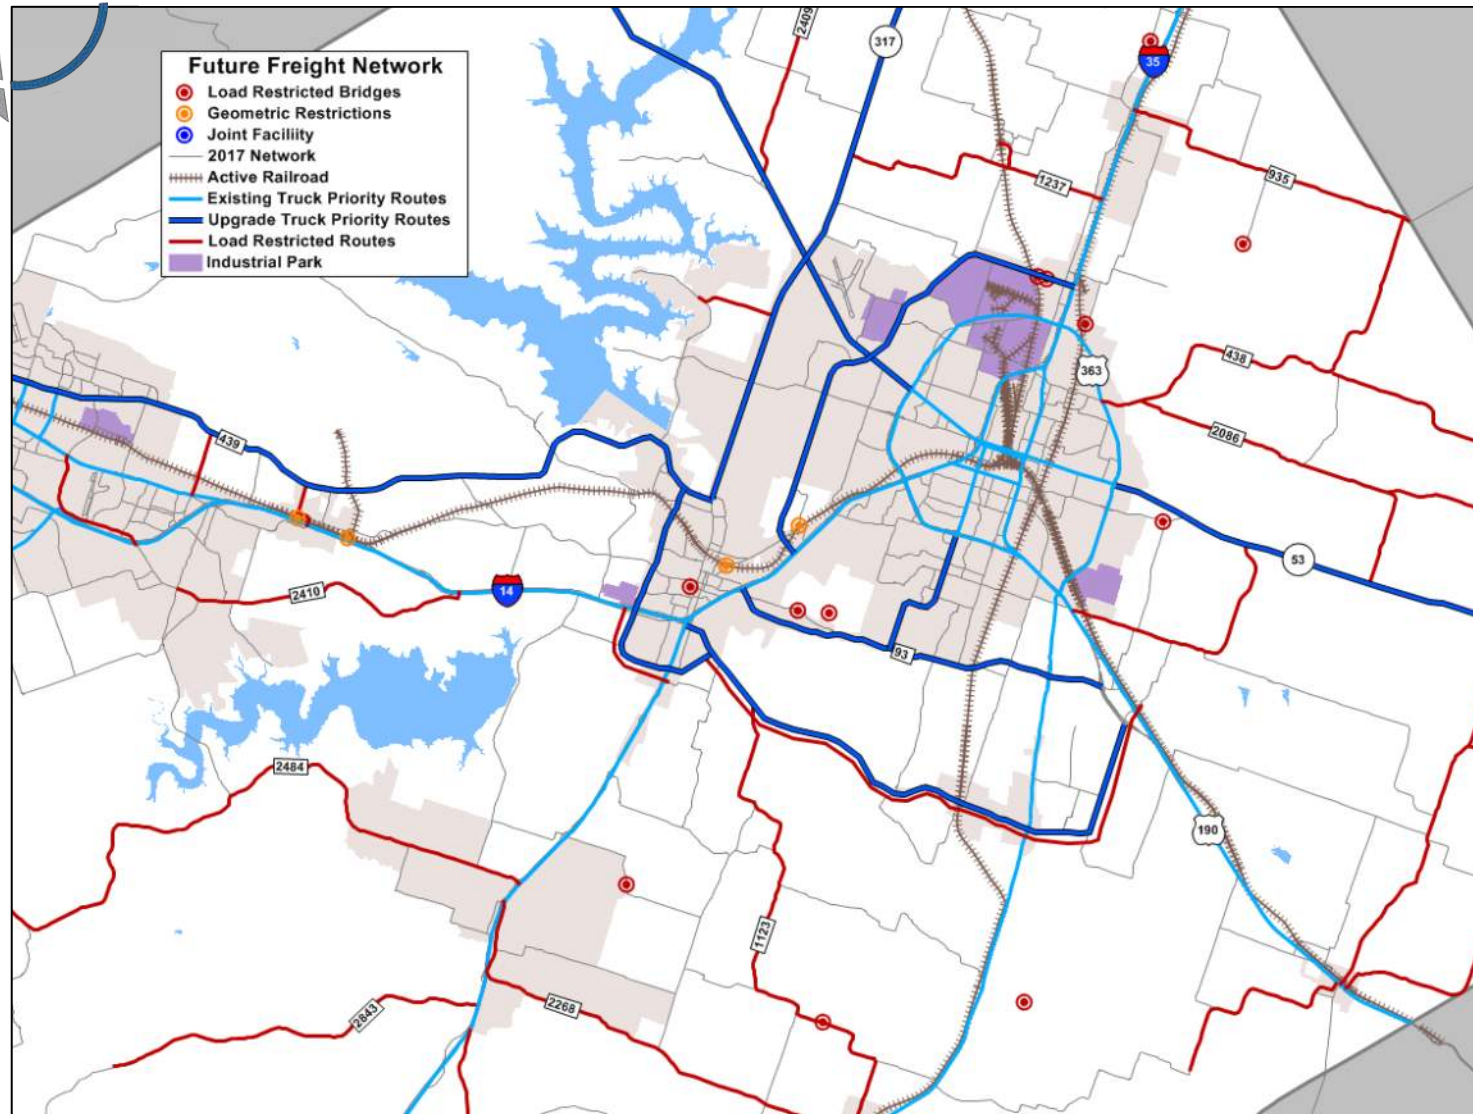 Future Freight Network
Load Restricted Bridges
Geometric Restrictions
Joint Faciliity
2017 Network
Active Railroad
Existing Truck Priority Routes
Upgrade Truck Priority Routes
Load Restricted Routes
Industrial Park
2409
317
35
1237
935
438
363
2086
439
53
14
2410
93
2484
190
1123
2268
2843